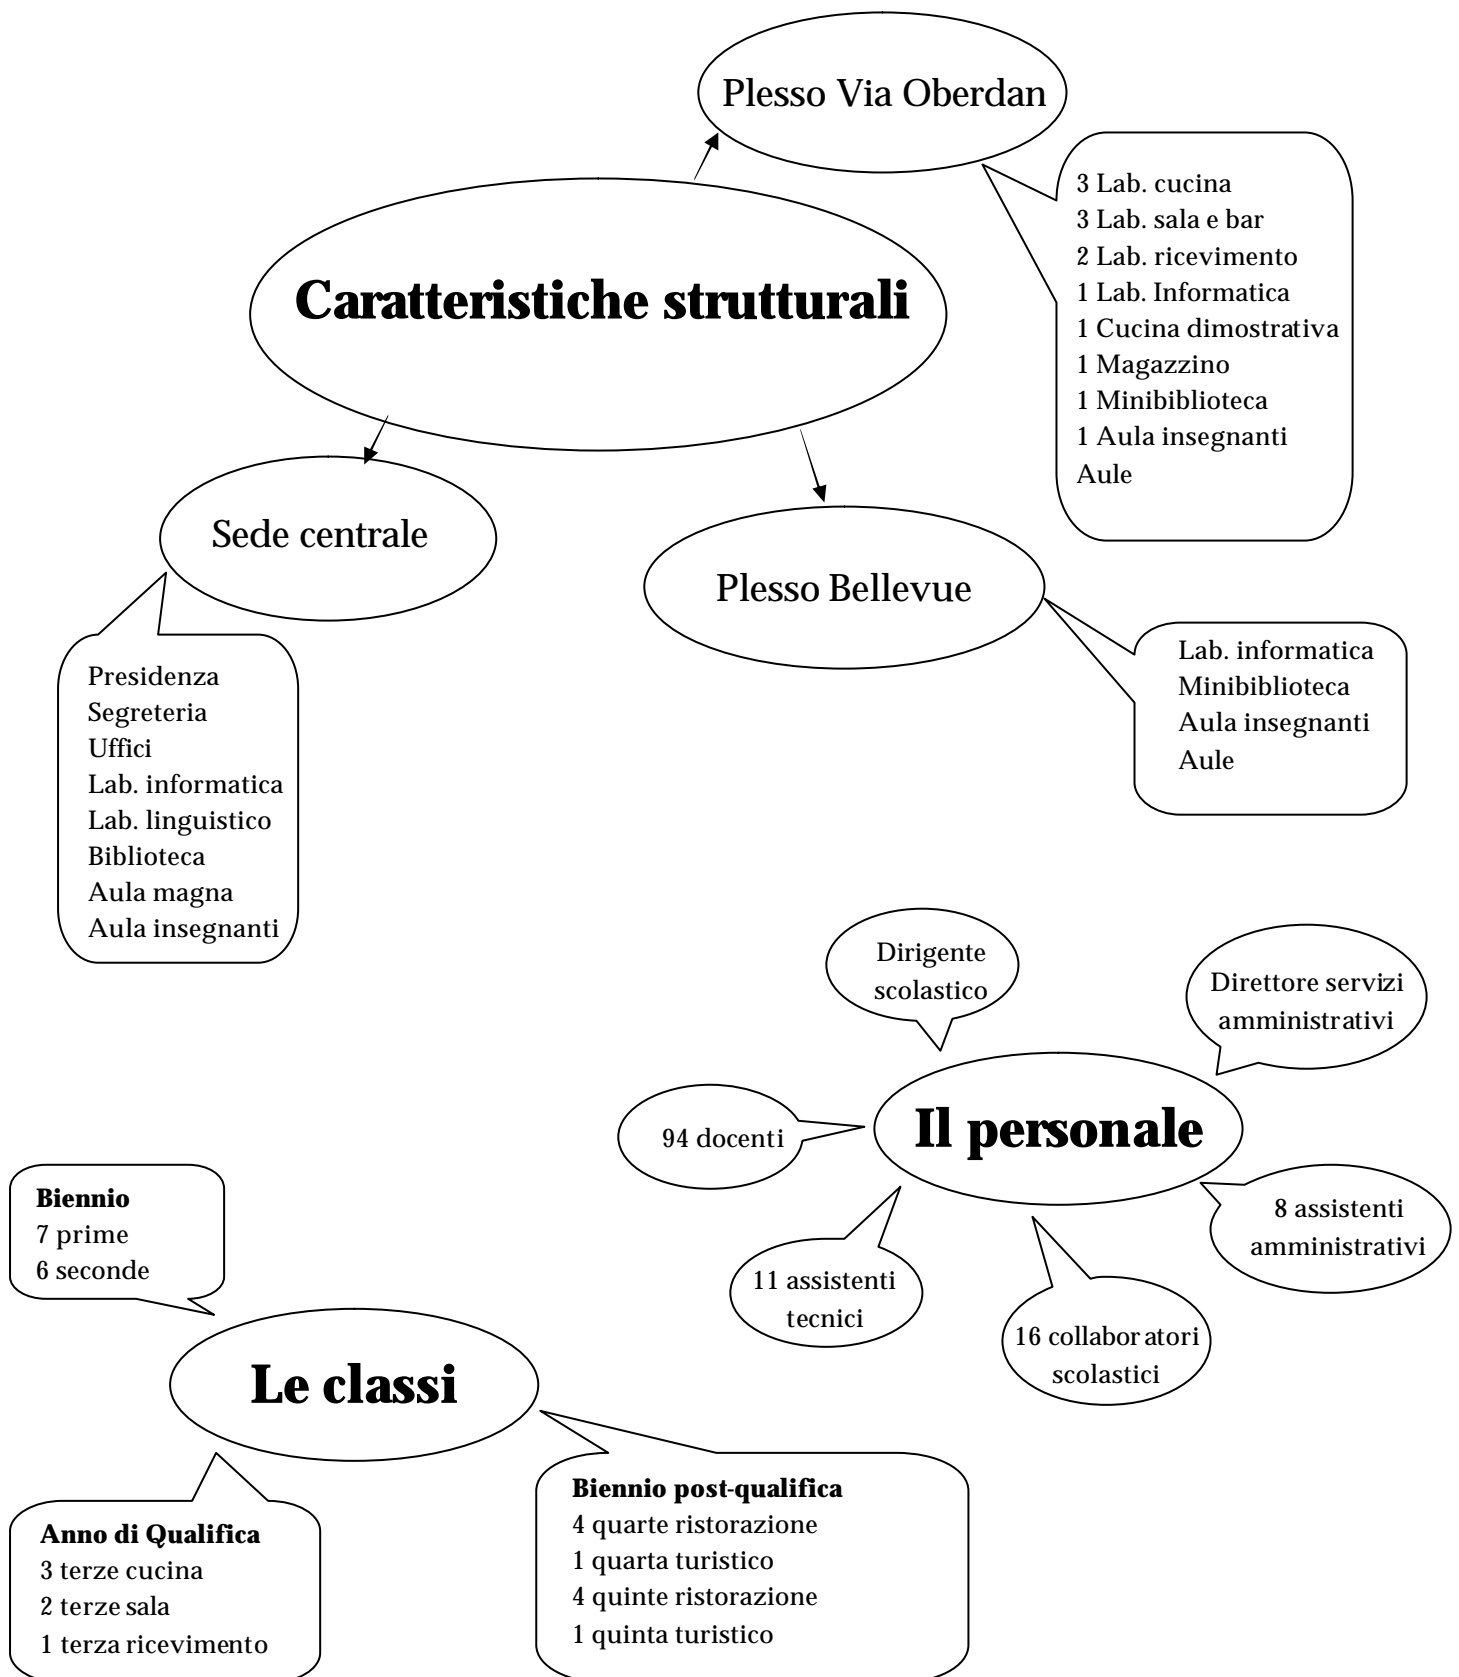 Plesso Via Oberdan
3 Lab. cucina
3 Lab. sala e bar
2 Lab. ricevimento
1 Lab. Informatica
1 Cucina dimostrativa
1 Magazzino
1 Minibiblioteca
1 Aula insegnanti
Aule
Caratteristiche strutturali
Sede centrale
Presidenza
Segreteria
Uffici
Lab. informatica
Lab. linguistico
Biblioteca
Aula magna
Aula insegnanti
Plesso Bellevue
Lab. informatica
Minibiblioteca
Aula insegnanti
Aule
Dirigente
scolastico
Direttore servizi
amministrativi
Il personale
94 docenti
8 assistenti
amministrativi
11 assistenti
tecnici
16 collaboratori
scolastici
Biennio
7 prime
6 seconde
Le classi
Anno di Qualifica
3 terze cucina
2 terze sala
1 terza ricevimento
Biennio post-qualifica
4 quarte ristorazione
1 quarta turistico
4 quinte ristorazione
1 quinta turistico